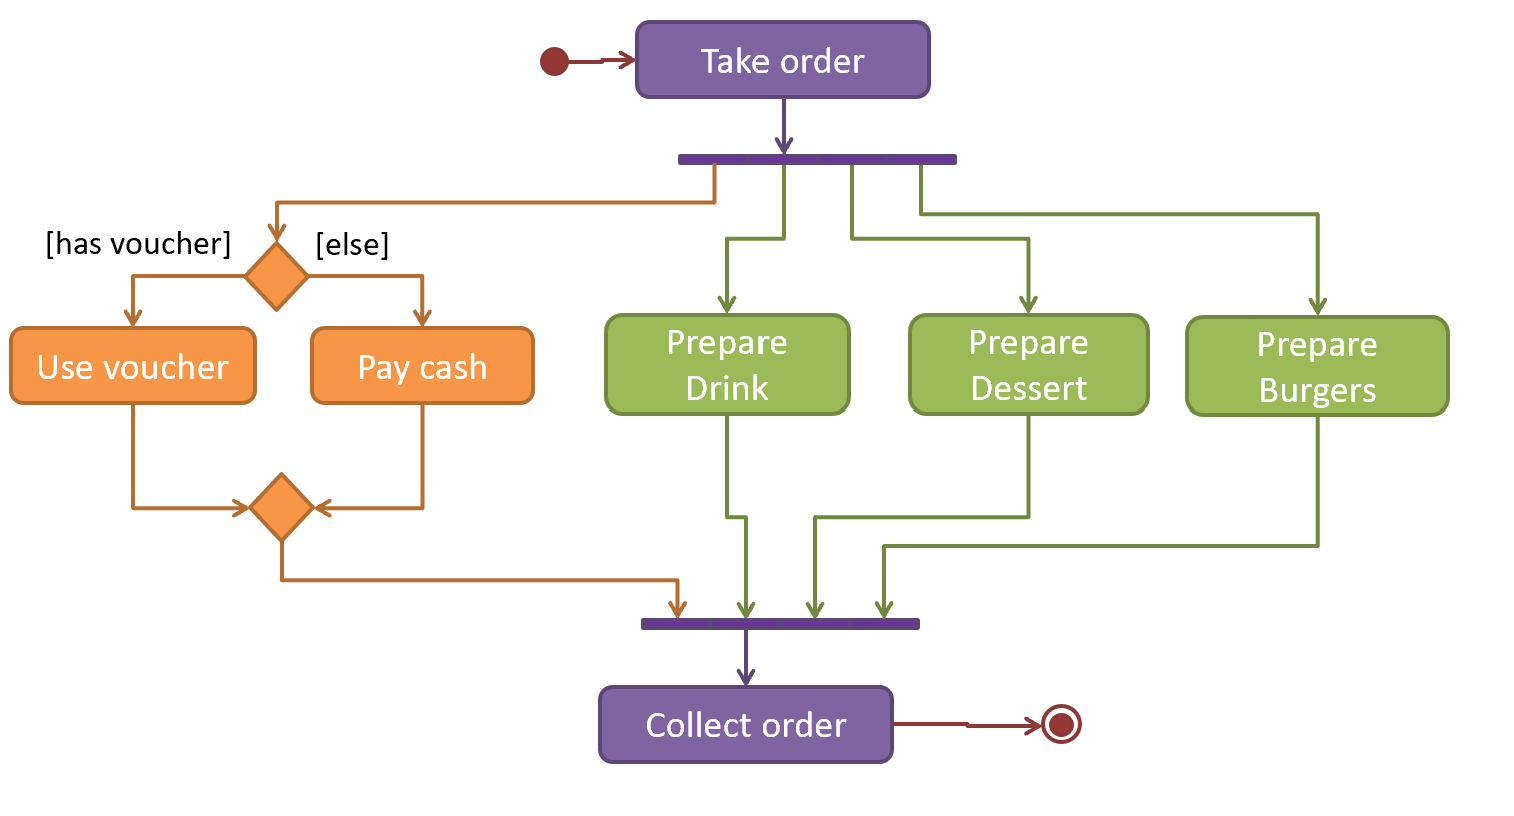 Take order
[has voucher]
[else]
Use voucher
Pay cash
Prepare
Drink
Prepare
Dessert
Prepare
Burgers
Collect order